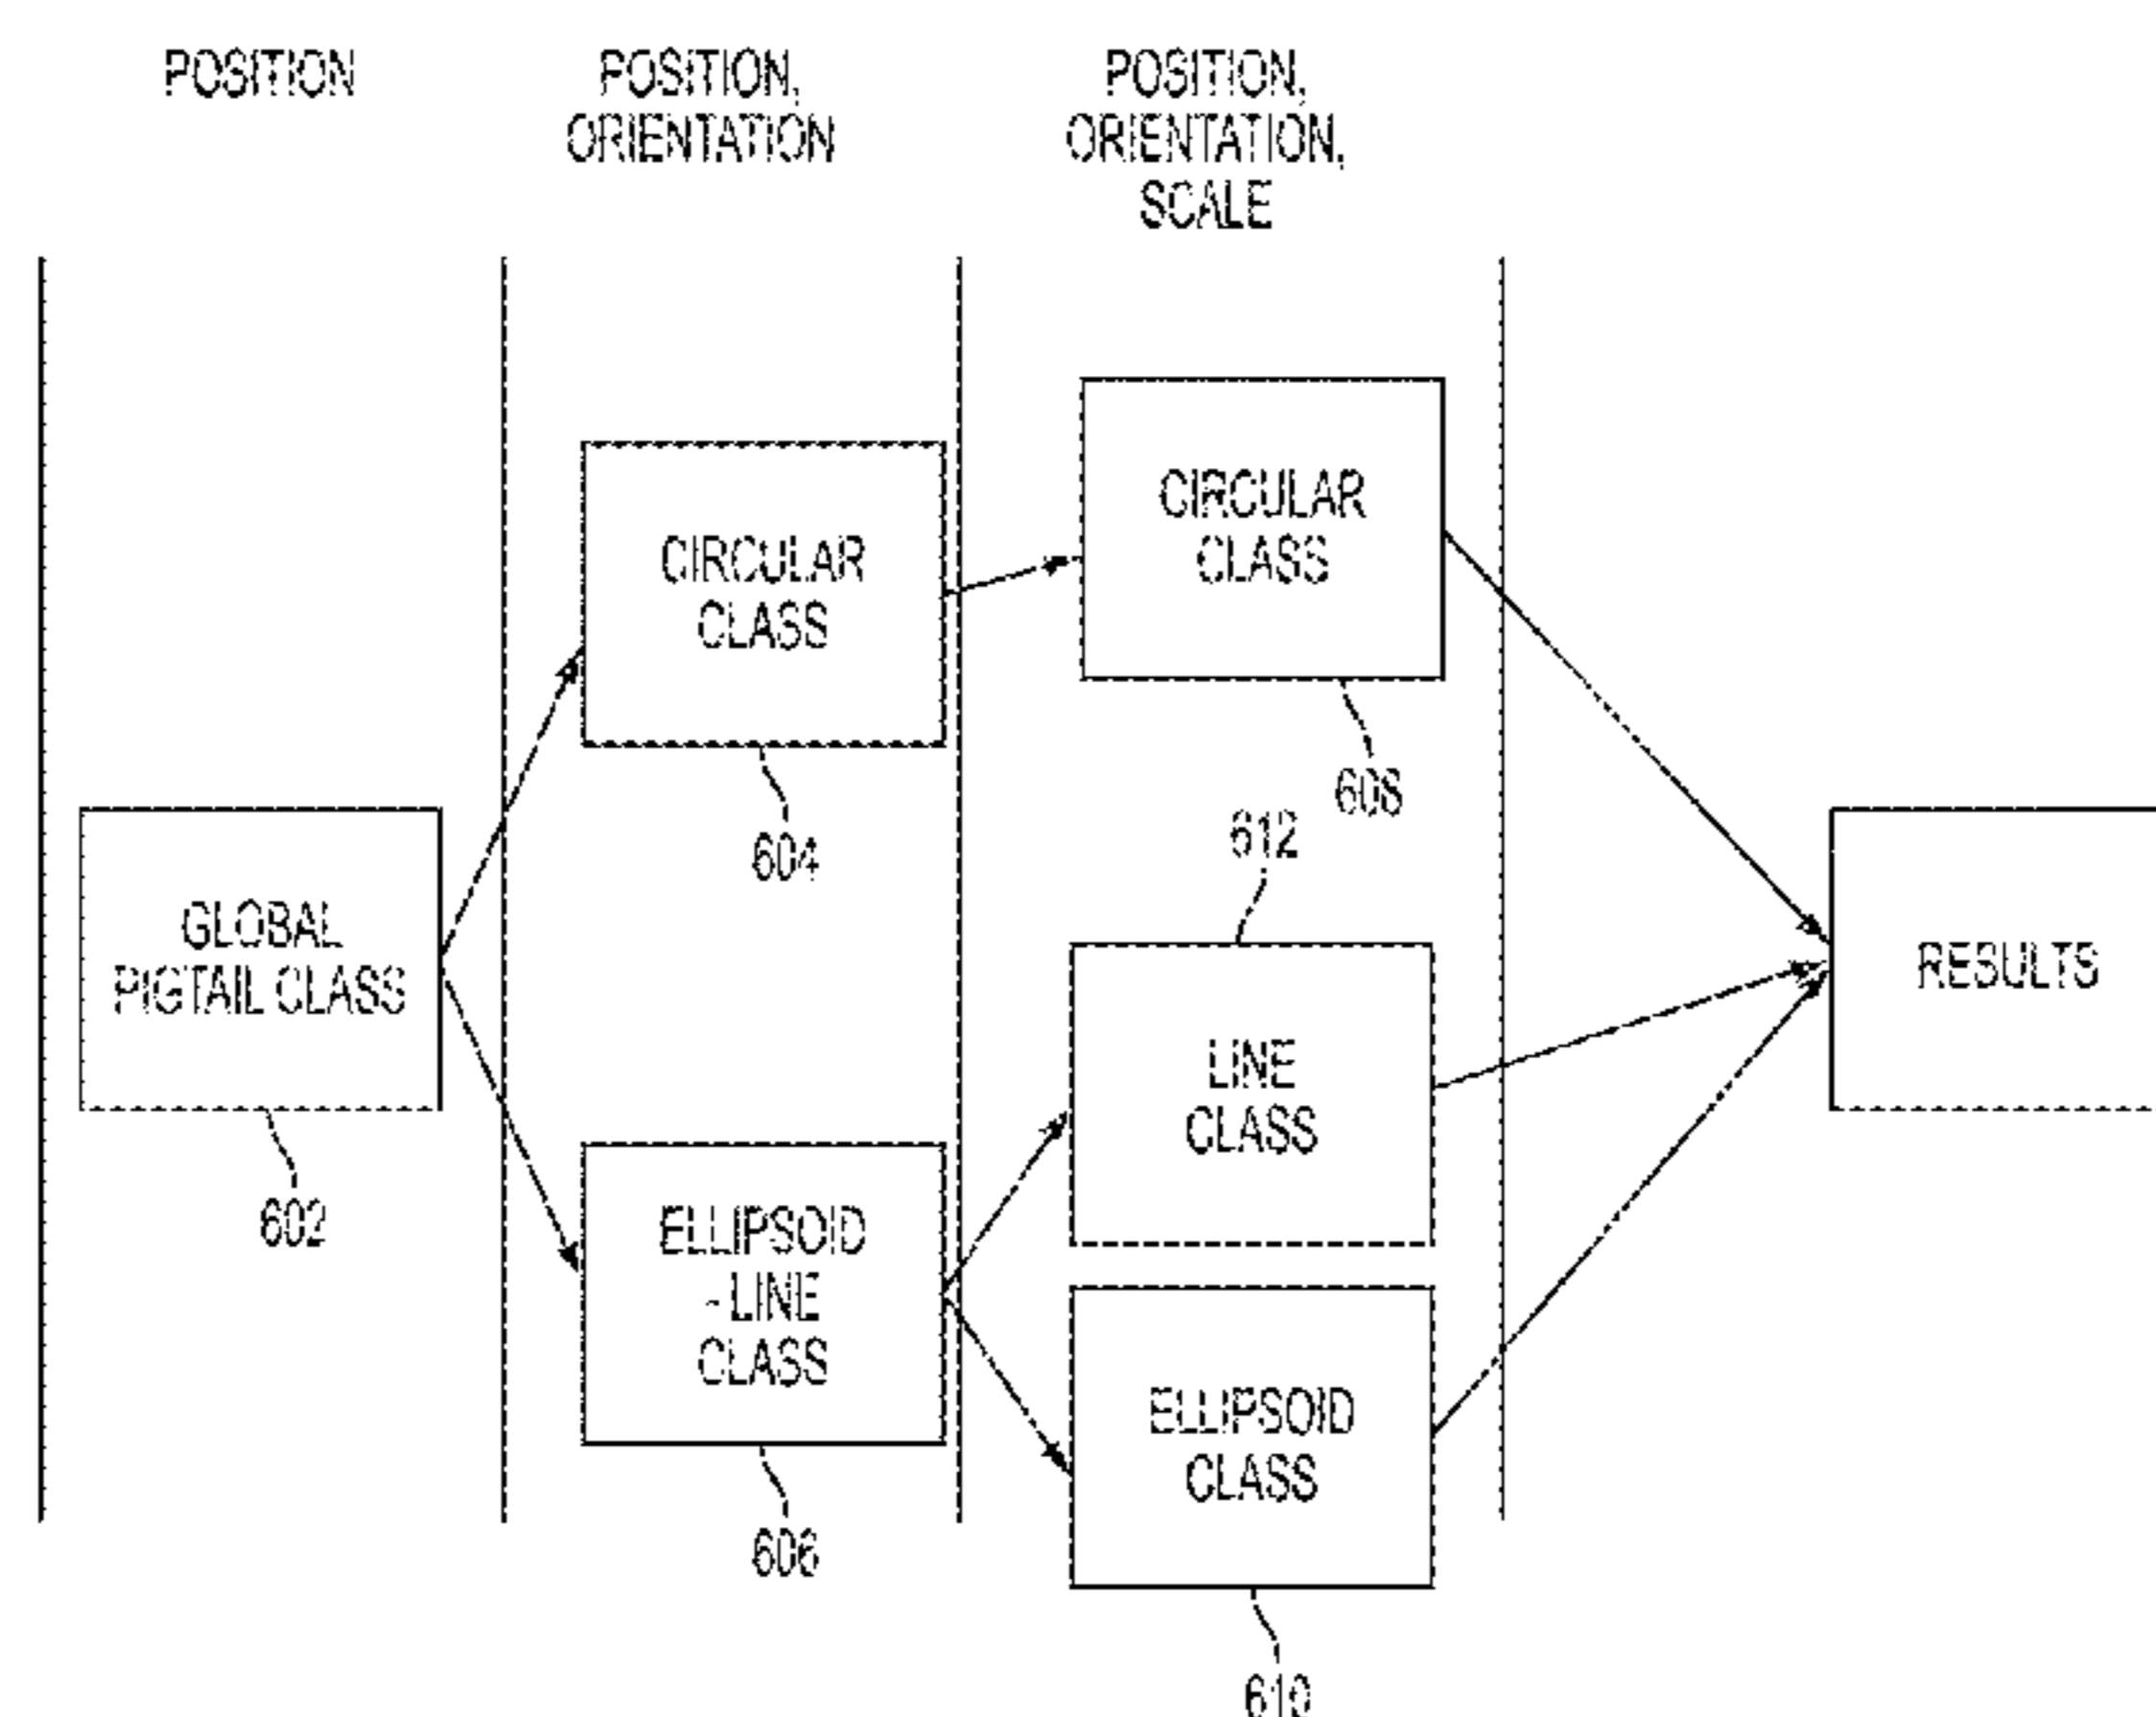 POSITION
POSITION,
ORIENTATION
POSITION,
ORIENTATION,
SCALE
GLOBAL
PIGTAIL CLASS
602
CIRCULAR
CLASS
604
ELLIPSOID
-LINE
CLASS
606
CIRCULAR
CLASS
608
612
LINE
CLASS
ELLIPSOID
CLASS
610
RESULTS